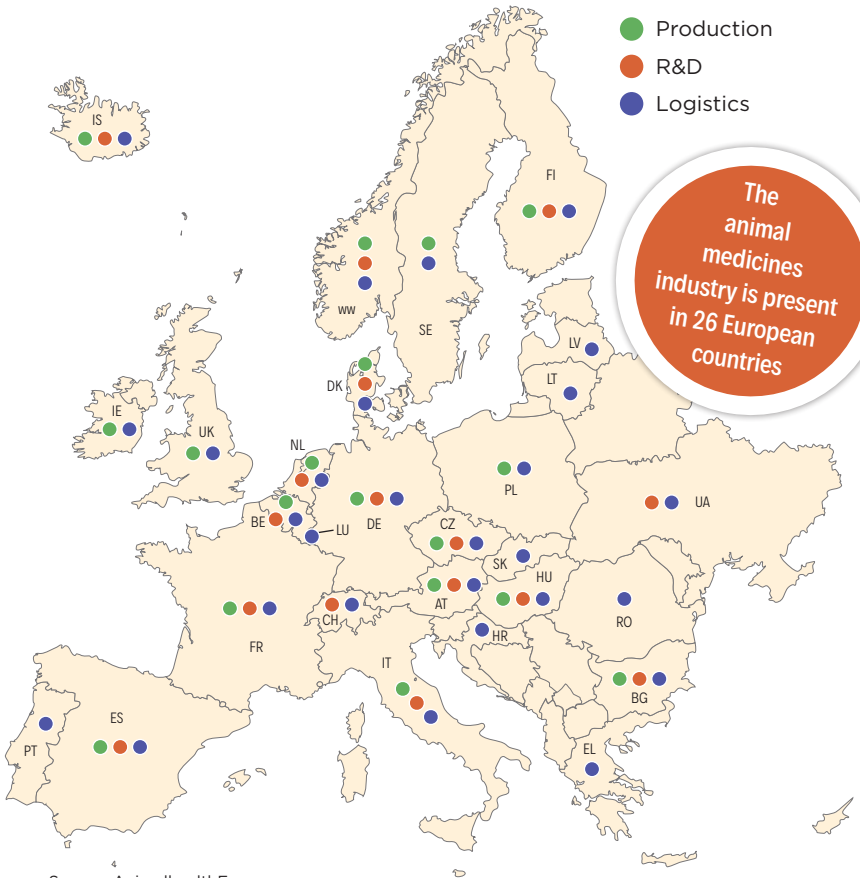 Production
R&D
Logistics
IS
FI
The
animal
medicines
industry is present
in 26 European
countries
WW
SE
LV
LT
DK
IE
UK
NL
PL
BE
DE
UA
LU
CZ
SK
HU
AT
CH
FR
HR
RO
IT
BG
ES
PT
EL
4